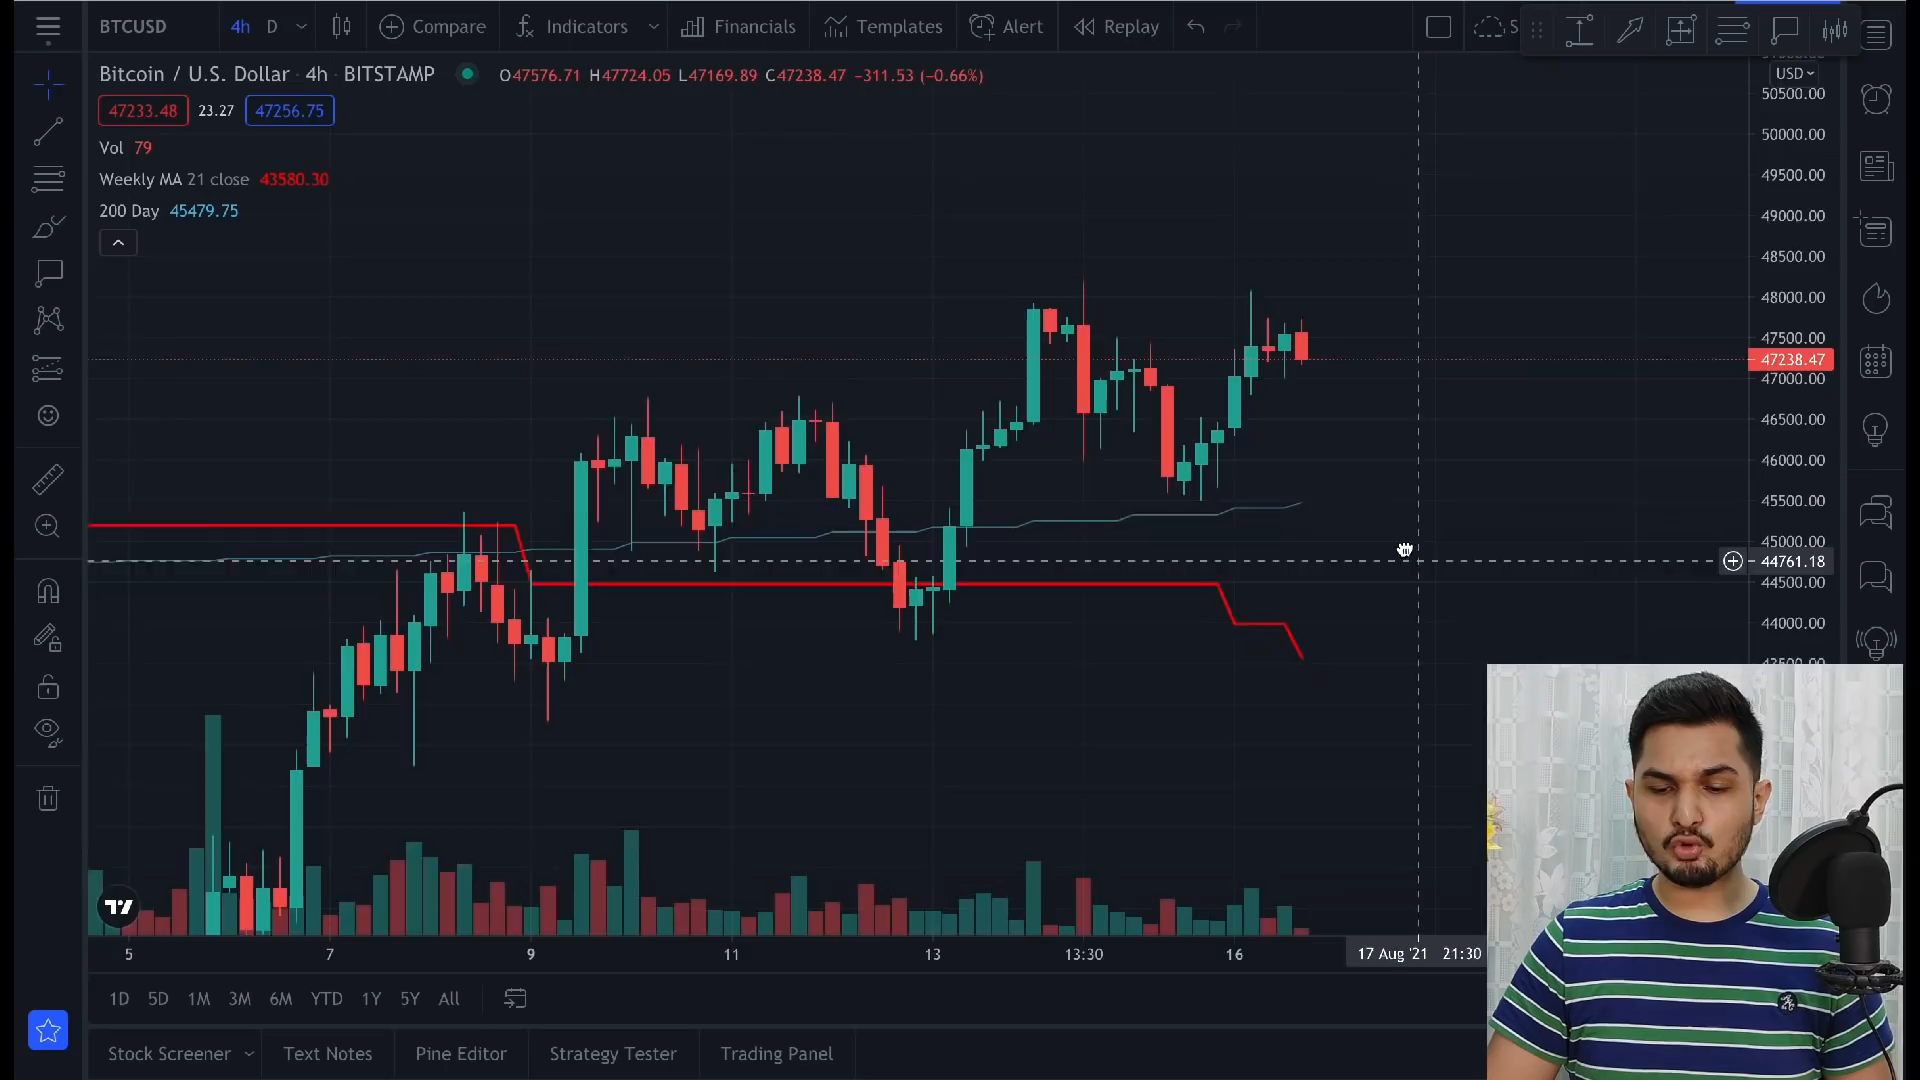 BTCUSD 4h D Compare Indicators Financials Templates Alert Replay
Bitcoin / U.S. Dollar · 4h · BITSTAMP O47576.71 H47724.05 L47169.89 C47238.47 −311.53 (−0.66%)
USD
47233.48 23.27 47256.75
Vol 79
Weekly MA 21 close 43580.30
200 Day 45479.75
50500.00
50000.00
49500.00
49000.00
48500.00
48000.00
47500.00
47238.47
47000.00
46500.00
46000.00
45500.00
45000.00
44761.18
44500.00
44000.00
5 7 9 11 13 13:30 16 17 Aug '21 21:30
1D 5D 1M 3M 6M YTD 1Y 5Y All
Stock Screener Text Notes Pine Editor Strategy Tester Trading Panel